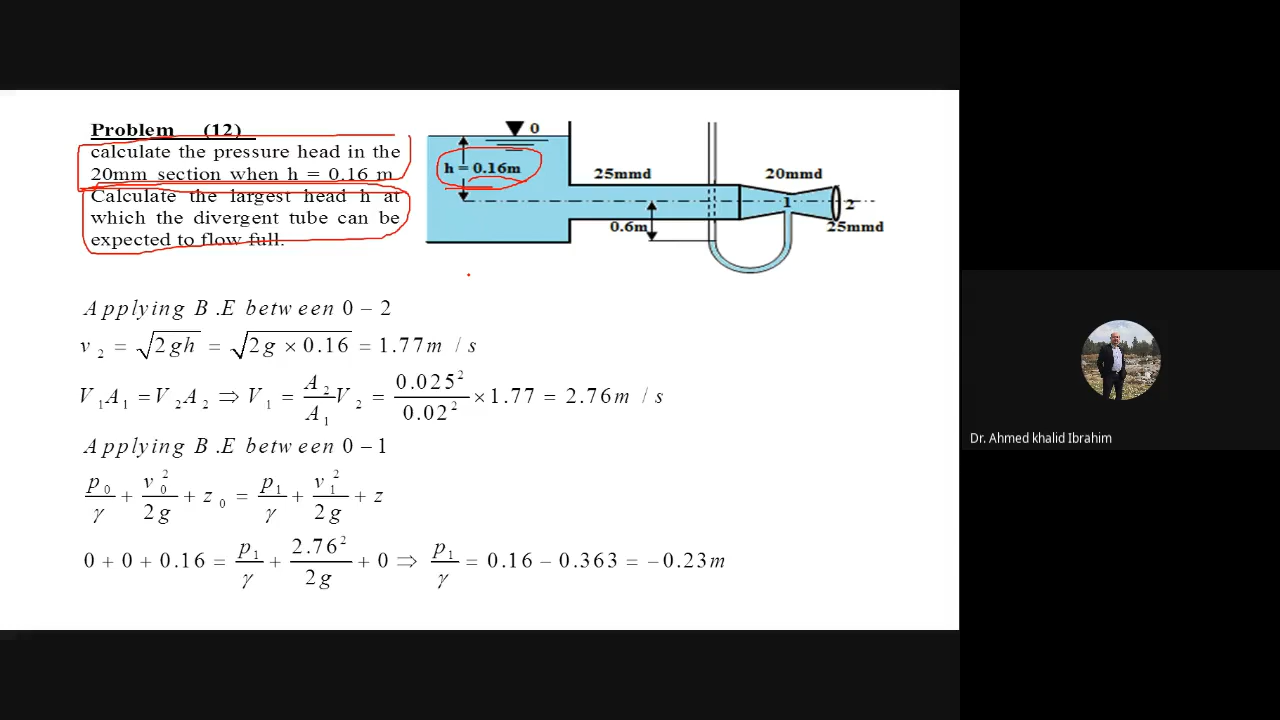 Problem (12)
calculate the pressure head in the
20mm section when h = 0.16 m
Calculate the largest head h at
which the divergent tube can be
expected to flow full.
0
h = 0.16m
25mmd
20mmd
1
2
0.6m
25mmd
Applying B.E between 0 – 2
v₂ = √2gh = √2g × 0.16 = 1.77m / s
V₁A₁ = V₂A₂ ⇒ V₁ = A₂/A₁ V₂ = 0.025²/0.02² × 1.77 = 2.76m / s
Applying B.E between 0 – 1
p₀/γ + v₀²/2g + z₀ = p₁/γ + v₁²/2g + z
0 + 0 + 0.16 = p₁/γ + 2.76²/2g + 0 ⇒ p₁/γ = 0.16 – 0.363 = –0.23m
Dr. Ahmed khalid Ibrahim